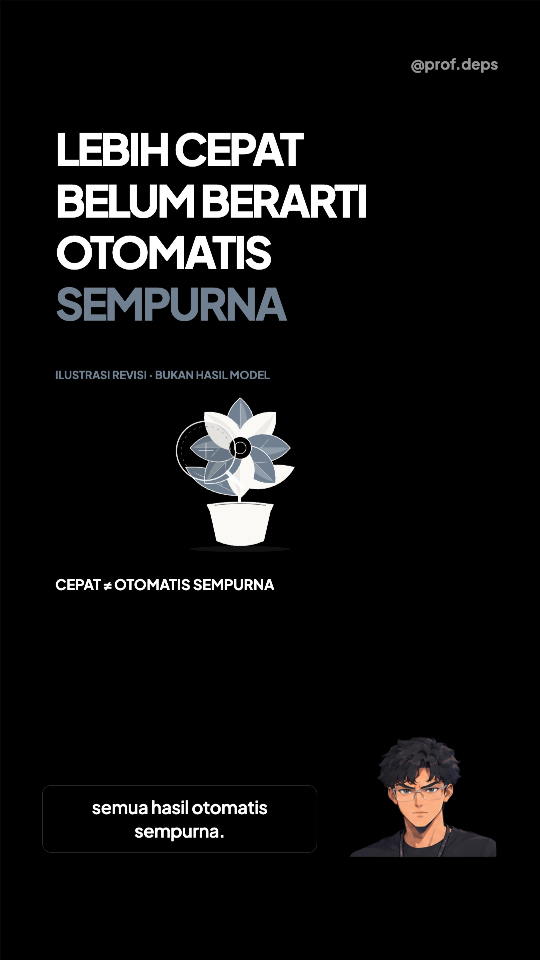 @prof.deps
LEBIH CEPAT
BELUM BERARTI
OTOMATIS
SEMPURNA
ILUSTRASI REVISI · BUKAN HASIL MODEL
CEPAT ≠ OTOMATIS SEMPURNA
semua hasil otomatis
sempurna.